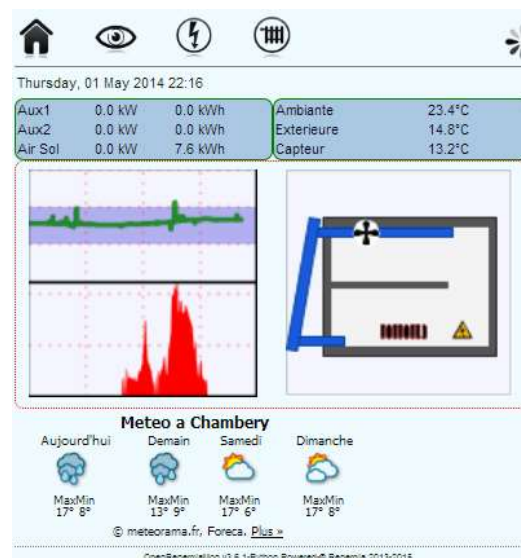 Thursday, 01 May 2014 22:16
Aux1 0.0 kW 0.0 kWh Ambiante 23.4°C
Aux2 0.0 kW 0.0 kWh Exterieure 14.8°C
Air Sol 0.0 kW 7.6 kWh Capteur 13.2°C
Meteo a Chambery
Aujourd'hui Demain Samedi Dimanche
MaxMin MaxMin MaxMin MaxMin
17° 8° 13° 9° 17° 6° 17° 8°
© meteorama.fr, Foreca. Plus »